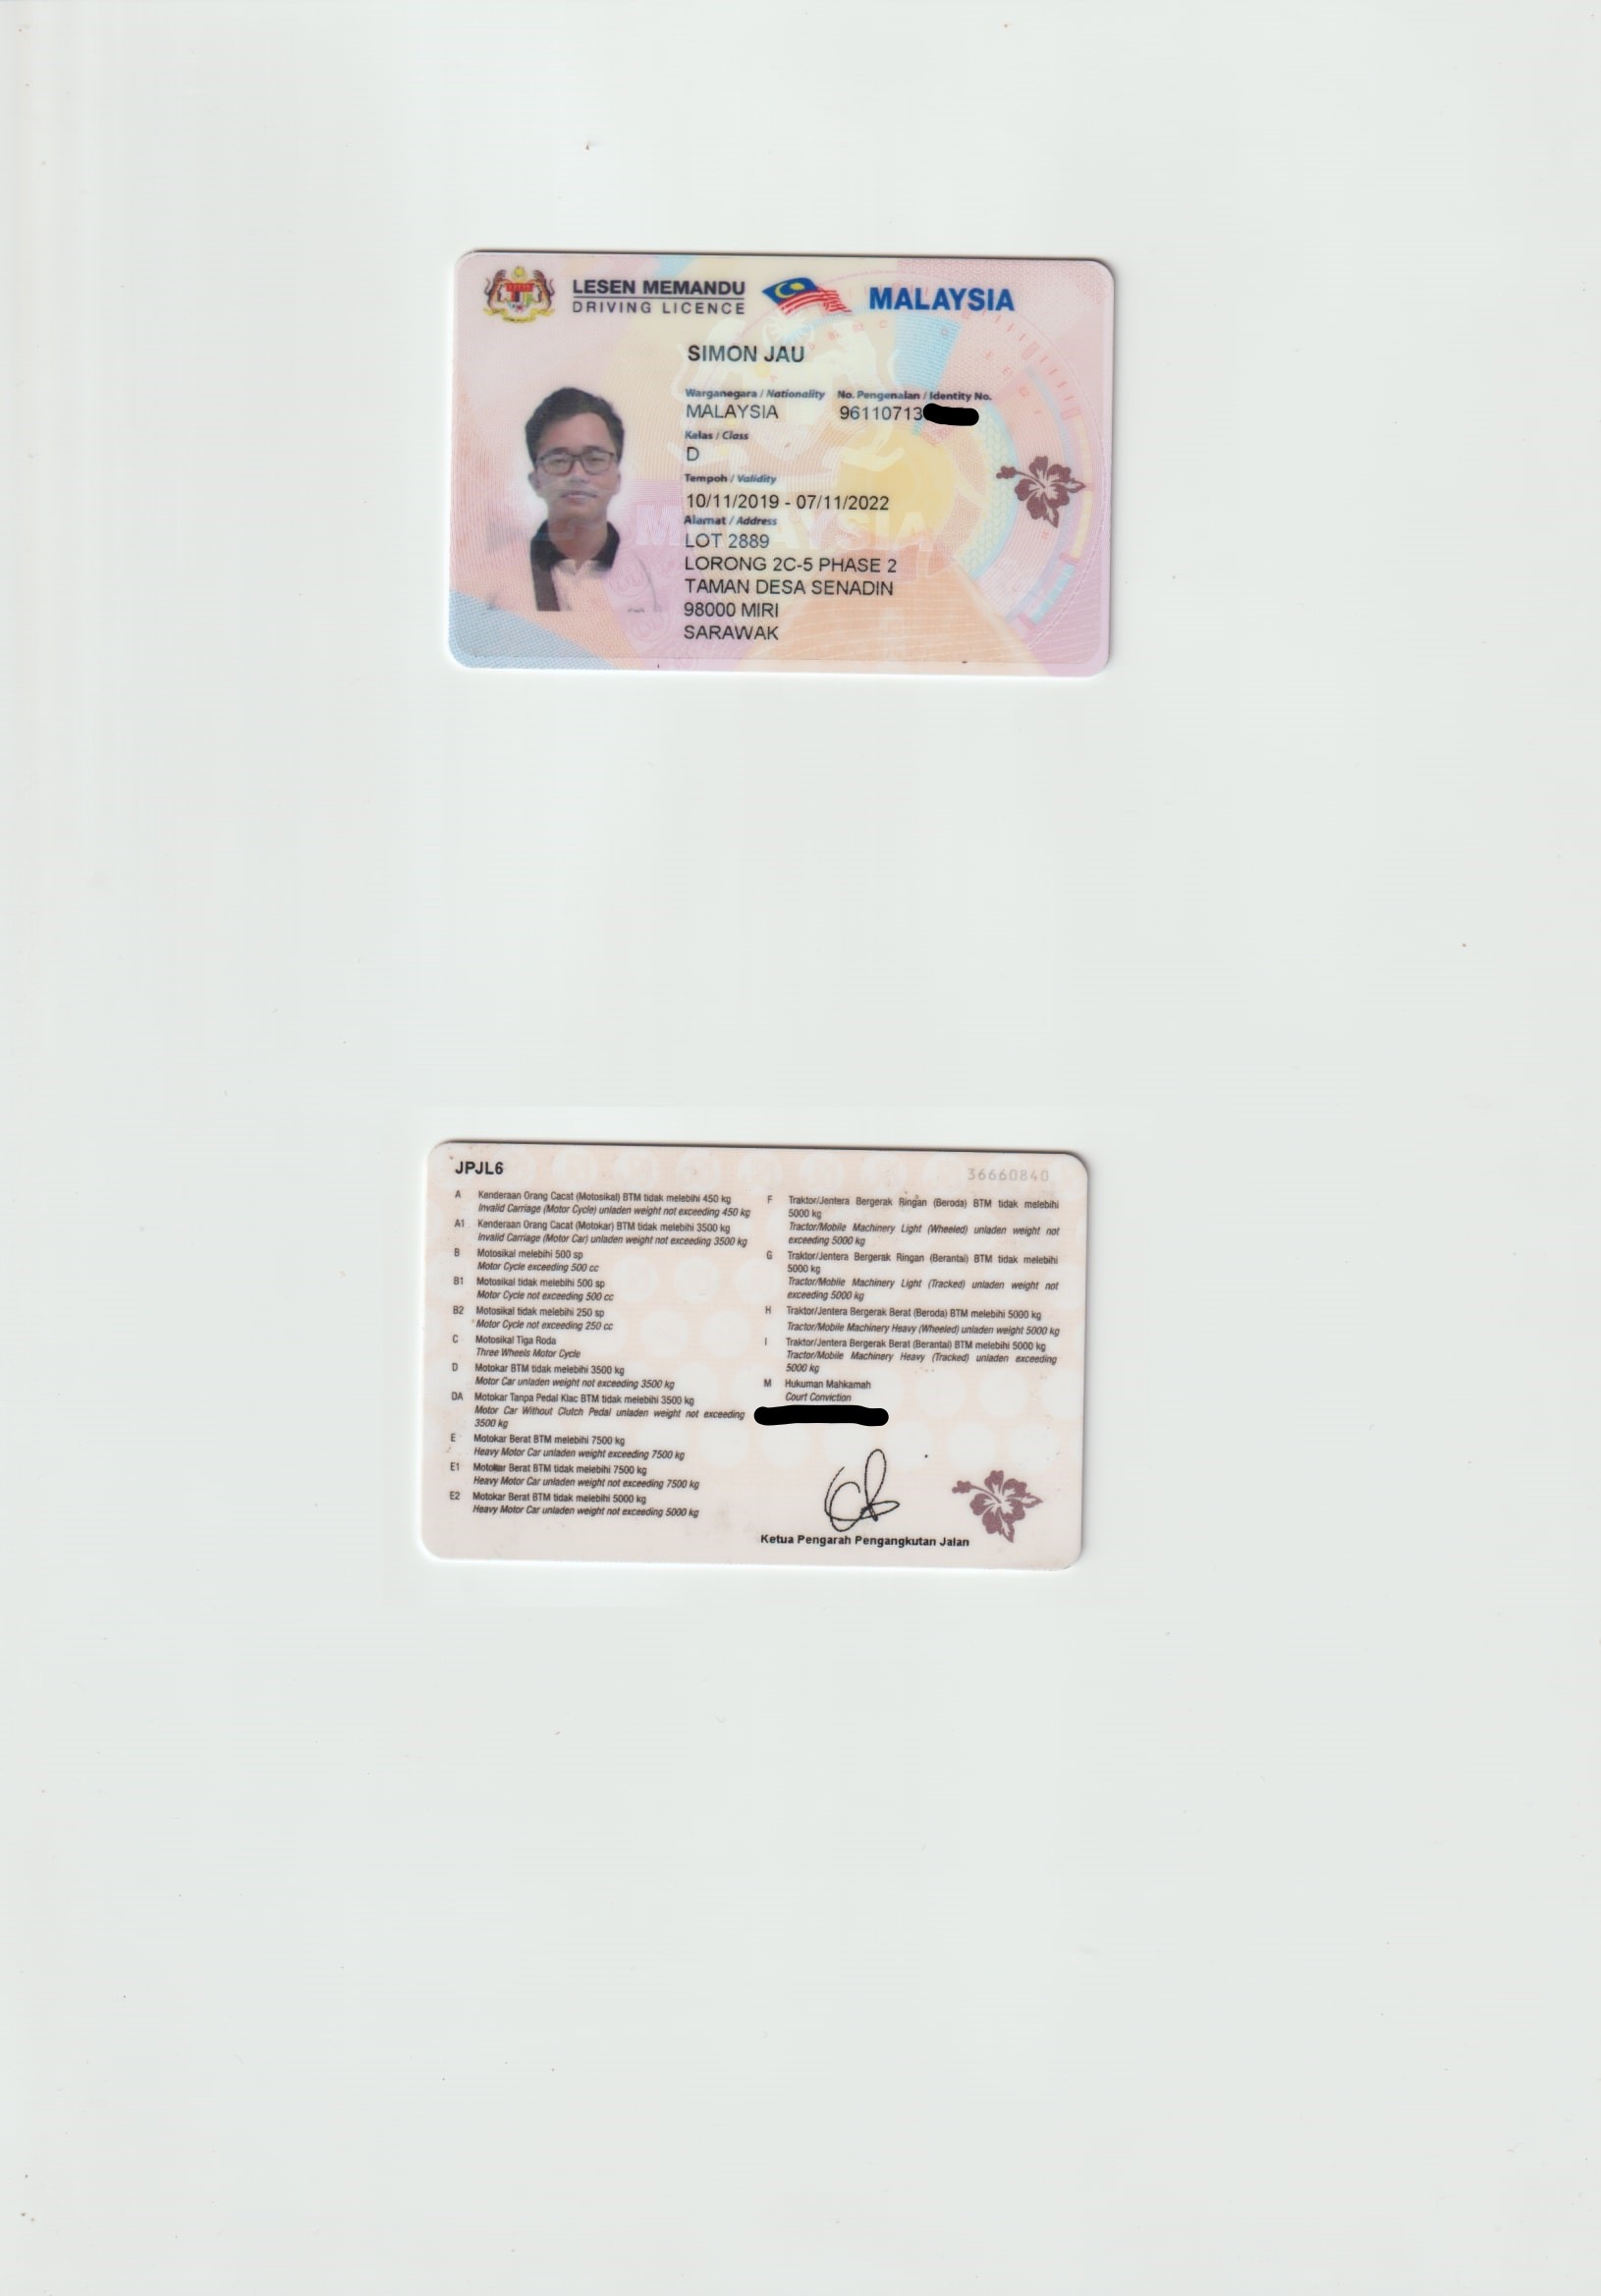 LESEN MEMANDU
DRIVING LICENCE
MALAYSIA
SIMON JAU
Warganegara / Nationality No. Pengenalan / Identity No.
MALAYSIA 96110713
Kelas / Class
D
Tempoh / Validity
10/11/2019 - 07/11/2022
Alamat / Address
LOT 2889
LORONG 2C-5 PHASE 2
TAMAN DESA SENADIN
98000 MIRI
SARAWAK
MALAYSIA
JPJL6
36660840
A Kenderaan Orang Cacat (Motosikal) BTM tidak melebihi 450 kg
Invalid Carriage (Motor Cycle) unladen weight not exceeding 450 kg
A1 Kenderaan Orang Cacat (Motokar) BTM tidak melebihi 3500 kg
Invalid Carriage (Motor Car) unladen weight not exceeding 3500 kg
B Motosikal melebihi 500 sp
Motor Cycle exceeding 500 cc
B1 Motosikal tidak melebihi 500 sp
Motor Cycle not exceeding 500 cc
B2 Motosikal tidak melebihi 250 sp
Motor Cycle not exceeding 250 cc
C Motosikal Tiga Roda
Three Wheels Motor Cycle
D Motokar BTM tidak melebihi 3500 kg
Motor Car unladen weight not exceeding 3500 kg
DA Motokar Tanpa Pedal Klac BTM tidak melebihi 3500 kg
Motor Car Without Clutch Pedal unladen weight not exceeding
3500 kg
E Motokar Berat BTM melebihi 7500 kg
Heavy Motor Car unladen weight exceeding 7500 kg
E1 Motokar Berat BTM tidak melebihi 7500 kg
Heavy Motor Car unladen weight not exceeding 7500 kg
E2 Motokar Berat BTM tidak melebihi 5000 kg
Heavy Motor Car unladen weight not exceeding 5000 kg
F Traktor/Jentera Bergerak Ringan (Beroda) BTM tidak melebihi
5000 kg
Tractor/Mobile Machinery Light (Wheeled) unladen weight not
exceeding 5000 kg
G Traktor/Jentera Bergerak Ringan (Berantai) BTM tidak melebihi
5000 kg
Tractor/Mobile Machinery Light (Tracked) unladen weight not
exceeding 5000 kg
H Traktor/Jentera Bergerak Berat (Beroda) BTM melebihi 5000 kg
Tractor/Mobile Machinery Heavy (Wheeled) unladen weight 5000 kg
I Traktor/Jentera Bergerak Berat (Berantai) BTM melebihi 5000 kg
Tractor/Mobile Machinery Heavy (Tracked) unladen exceeding
5000 kg
M Hukuman Mahkamah
Court Conviction
Ketua Pengarah Pengangkutan Jalan